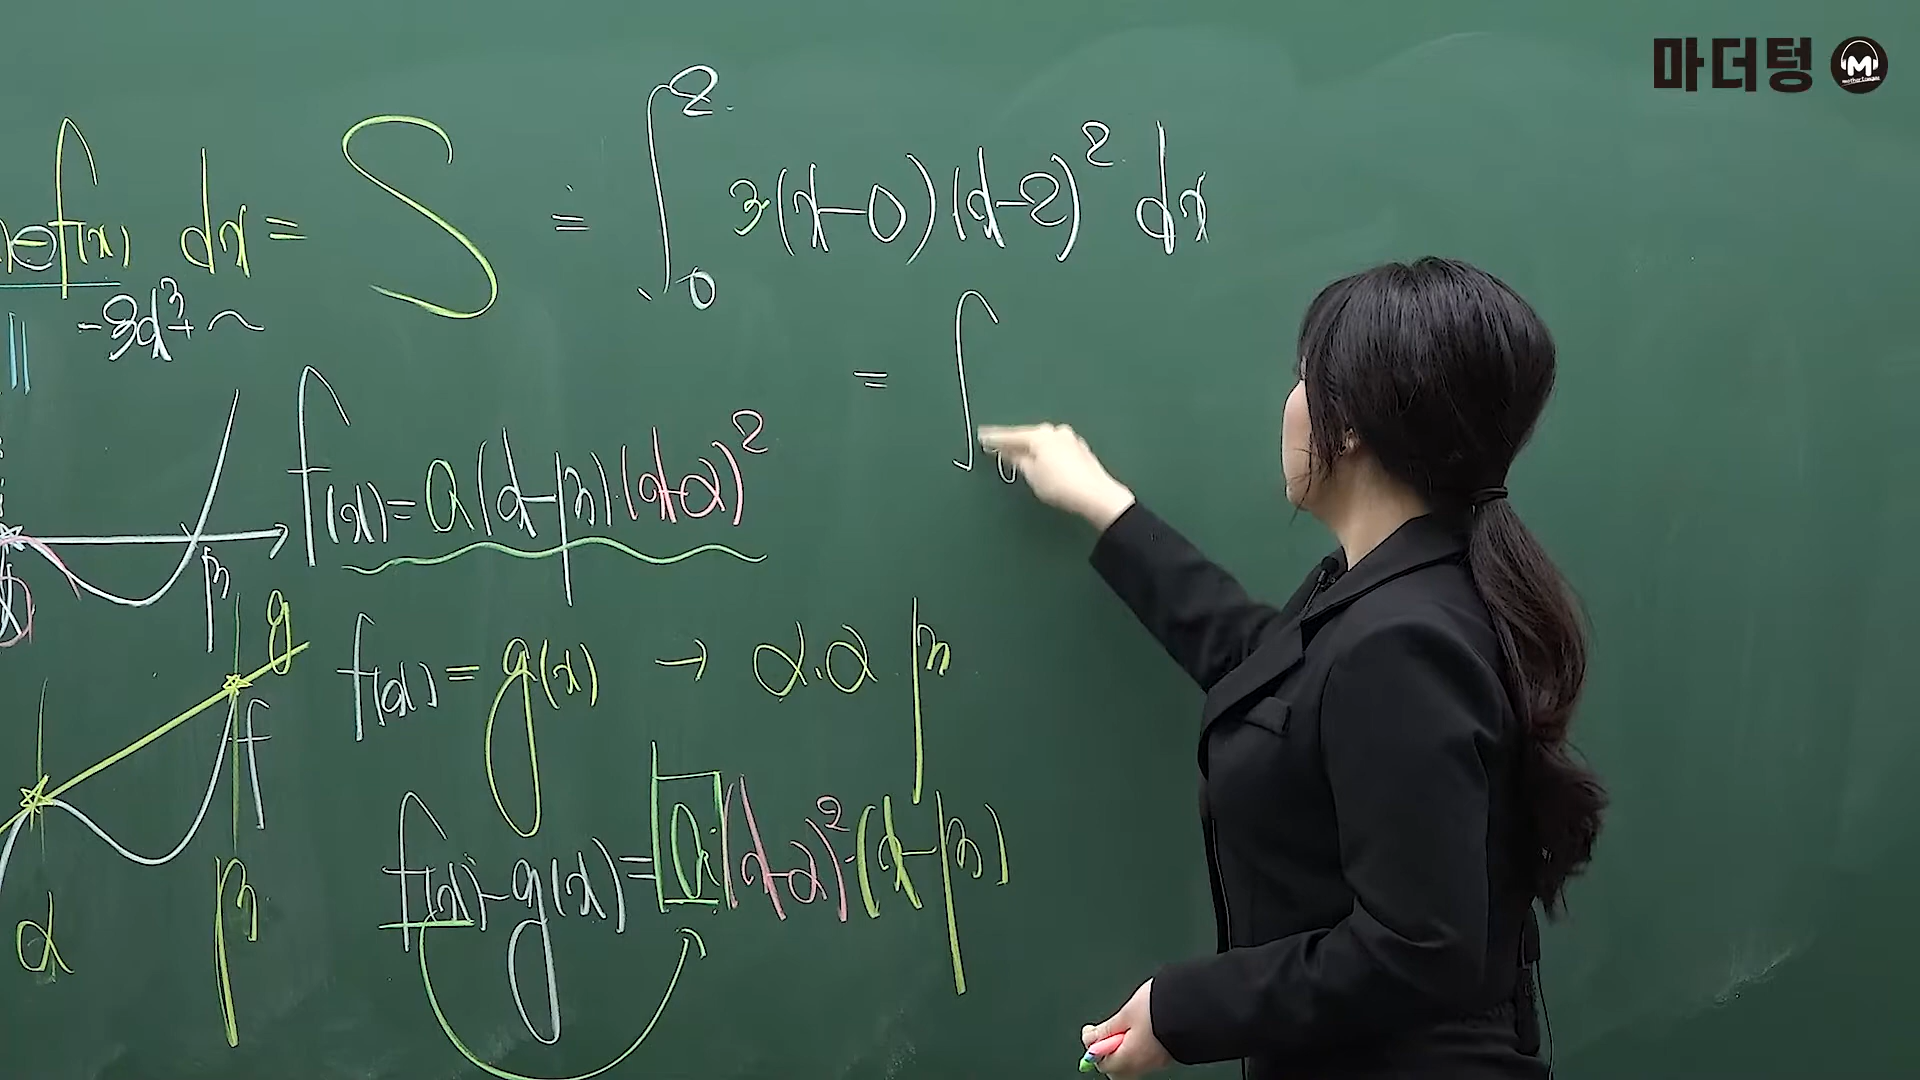 마더텅 M
)-f(x) dx = S = ∫₀² 3(x-0)(x-2)² dx
-3x³+~
= ∫₀
f(x)=a(x-β)·(x-α)²
β
g
f(x) = g(x) → α.α β
f
f(x)-g(x)=a(x-α)²·(x-β)
α β